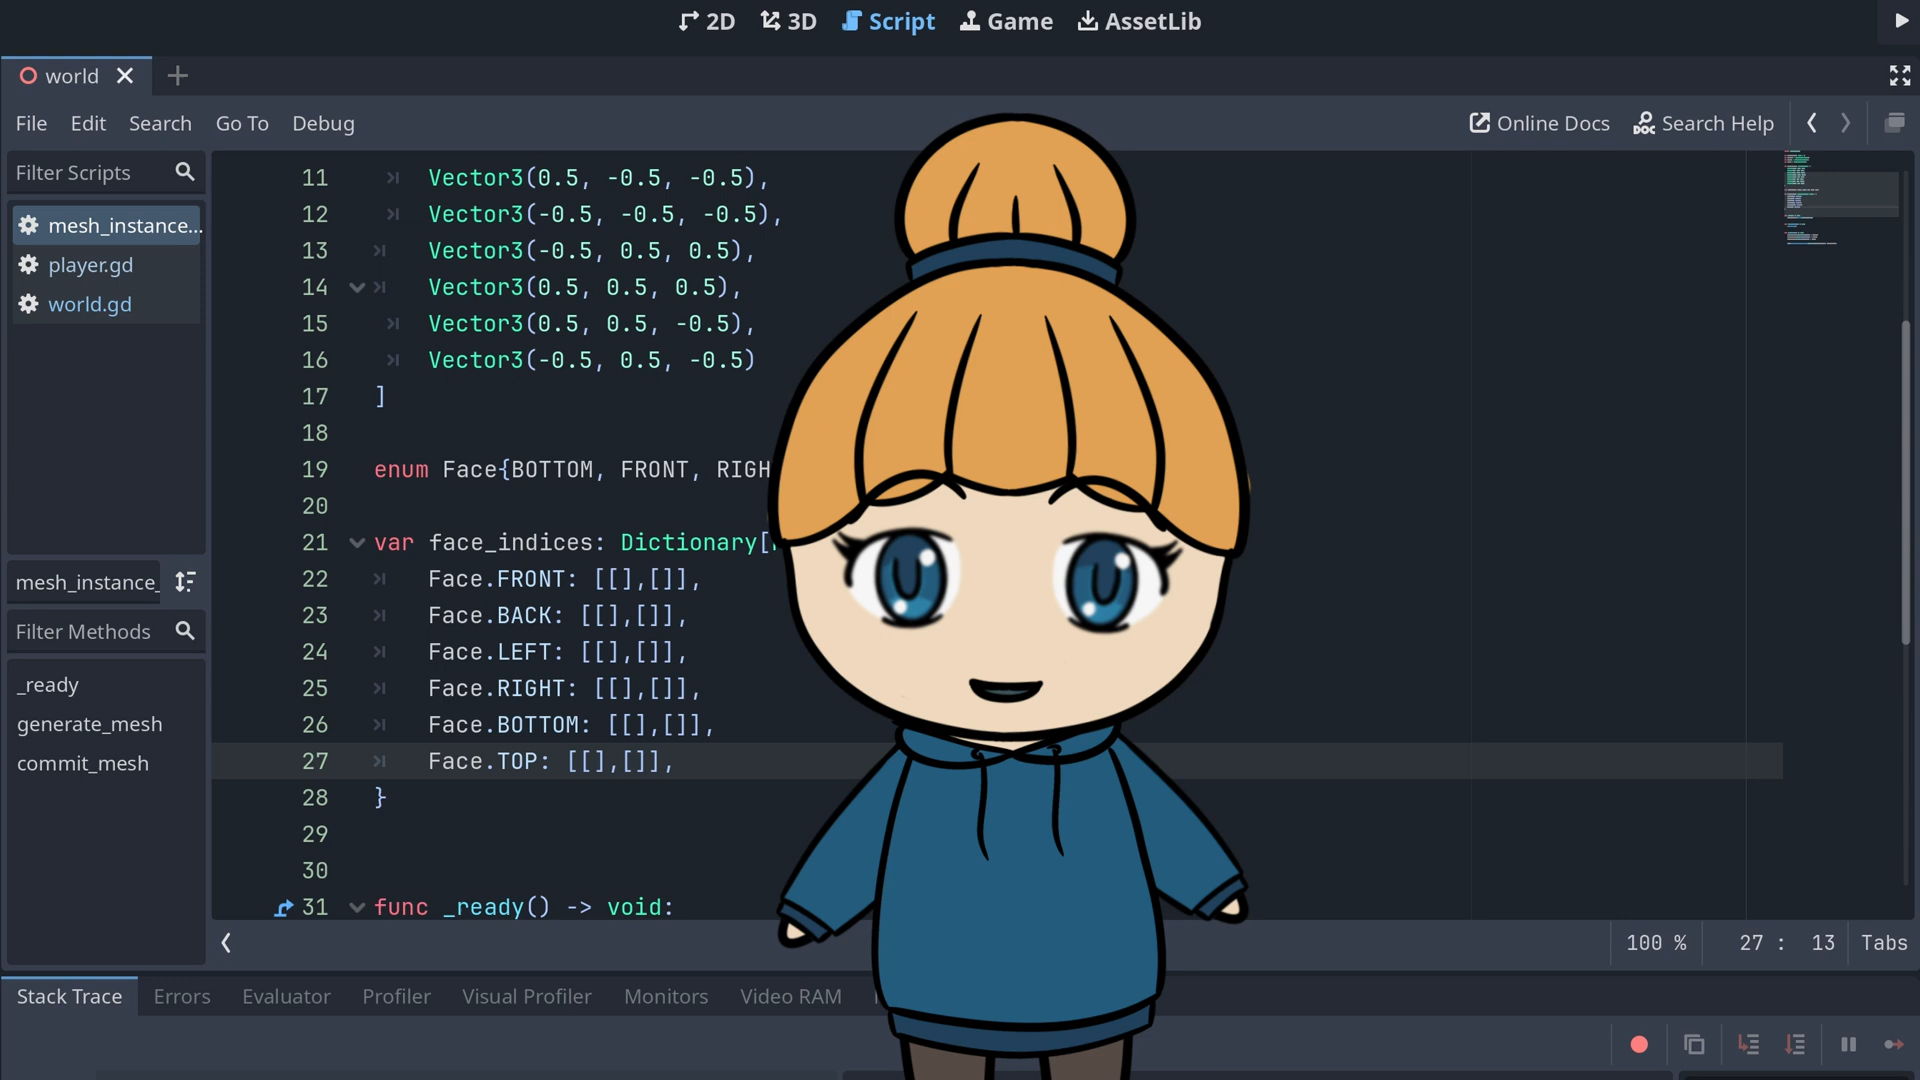 2D 3D Script Game AssetLib
world
File Edit Search Go To Debug Online Docs Search Help
Filter Scripts
mesh_instance...
player.gd
world.gd
mesh_instance_
Filter Methods
_ready
generate_mesh
commit_mesh
11 Vector3(0.5, -0.5, -0.5),
12 Vector3(-0.5, -0.5, -0.5),
13 Vector3(-0.5, 0.5, 0.5),
14 Vector3(0.5, 0.5, 0.5),
15 Vector3(0.5, 0.5, -0.5),
16 Vector3(-0.5, 0.5, -0.5)
17 ]
18
19 enum Face{BOTTOM, FRONT, RIGH
20
21 var face_indices: Dictionary[
22 Face.FRONT: [[],[]],
23 Face.BACK: [[],[]],
24 Face.LEFT: [[],[]],
25 Face.RIGHT: [[],[]],
26 Face.BOTTOM: [[],[]],
27 Face.TOP: [[],[]],
28 }
29
30
31 func _ready() -> void:
100 % 27 : 13 Tabs
Stack Trace Errors Evaluator Profiler Visual Profiler Monitors Video RAM